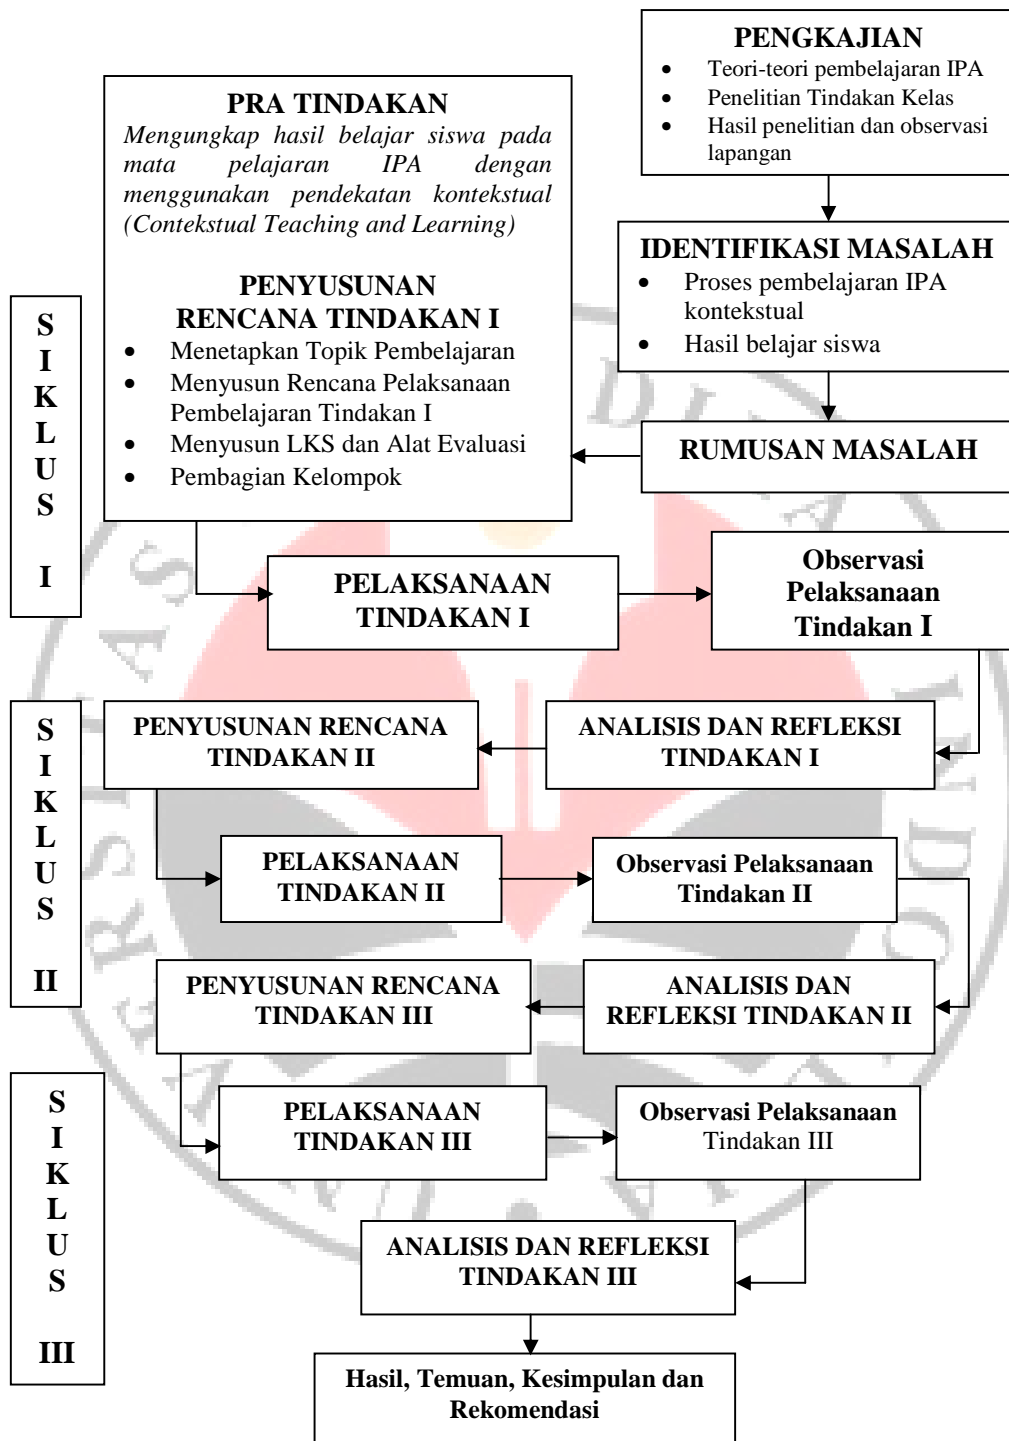 PENGKAJIAN
• Teori-teori pembelajaran IPA
• Penelitian Tindakan Kelas
• Hasil penelitian dan observasi
lapangan
IDENTIFIKASI MASALAH
• Proses pembelajaran IPA
kontekstual
• Hasil belajar siswa
RUMUSAN MASALAH
PRA TINDAKAN
Mengungkap hasil belajar siswa pada
mata pelajaran IPA dengan
menggunakan pendekatan kontekstual
(Contekstual Teaching and Learning)
PENYUSUNAN
RENCANA TINDAKAN I
• Menetapkan Topik Pembelajaran
• Menyusun Rencana Pelaksanaan
Pembelajaran Tindakan I
• Menyusun LKS dan Alat Evaluasi
• Pembagian Kelompok
SIKLUS I
PELAKSANAAN
TINDAKAN I
Observasi
Pelaksanaan
Tindakan I
ANALISIS DAN REFLEKSI
TINDAKAN I
PENYUSUNAN RENCANA
TINDAKAN II
SIKLUS II
PELAKSANAAN
TINDAKAN II
Observasi Pelaksanaan
Tindakan II
ANALISIS DAN
REFLEKSI TINDAKAN II
PENYUSUNAN RENCANA
TINDAKAN III
SIKLUS III
PELAKSANAAN
TINDAKAN III
Observasi Pelaksanaan
Tindakan III
ANALISIS DAN REFLEKSI
TINDAKAN III
Hasil, Temuan, Kesimpulan dan
Rekomendasi